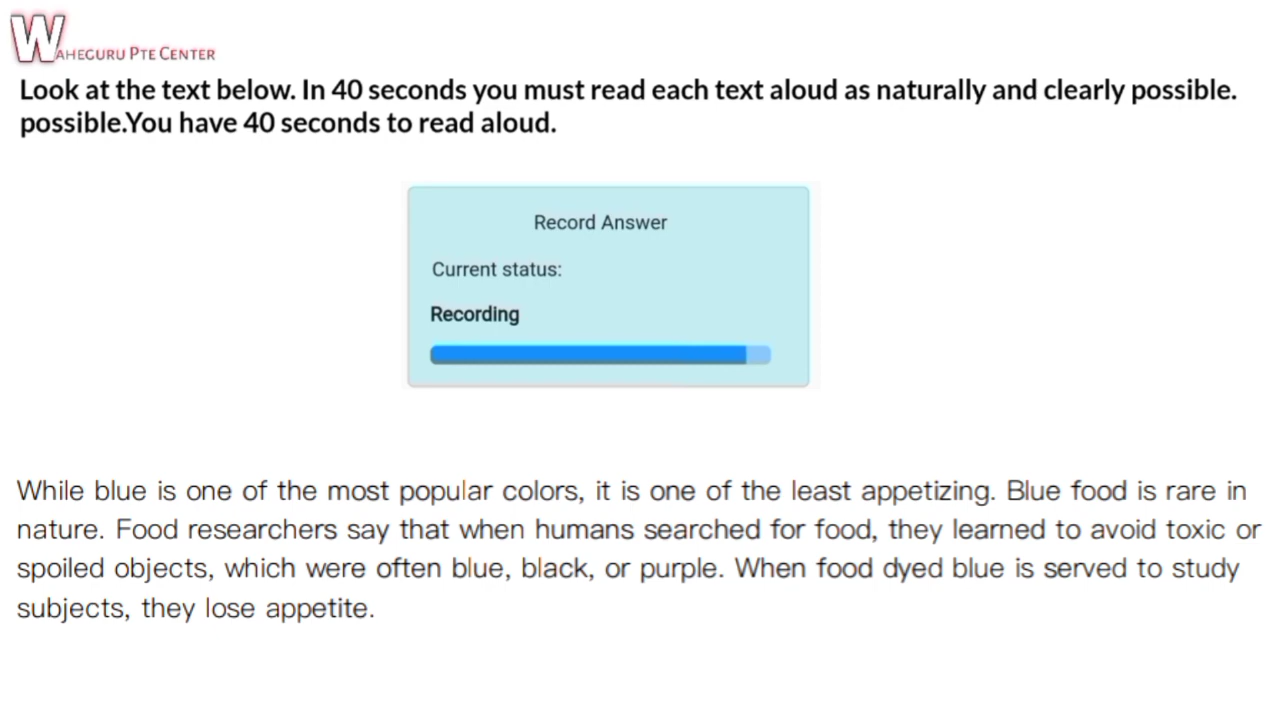 WAHEGURU PTE CENTER
Look at the text below. In 40 seconds you must read each text aloud as naturally and clearly possible.
possible.You have 40 seconds to read aloud.
Record Answer
Current status:
Recording
While blue is one of the most popular colors, it is one of the least appetizing. Blue food is rare in
nature. Food researchers say that when humans searched for food, they learned to avoid toxic or
spoiled objects, which were often blue, black, or purple. When food dyed blue is served to study
subjects, they lose appetite.